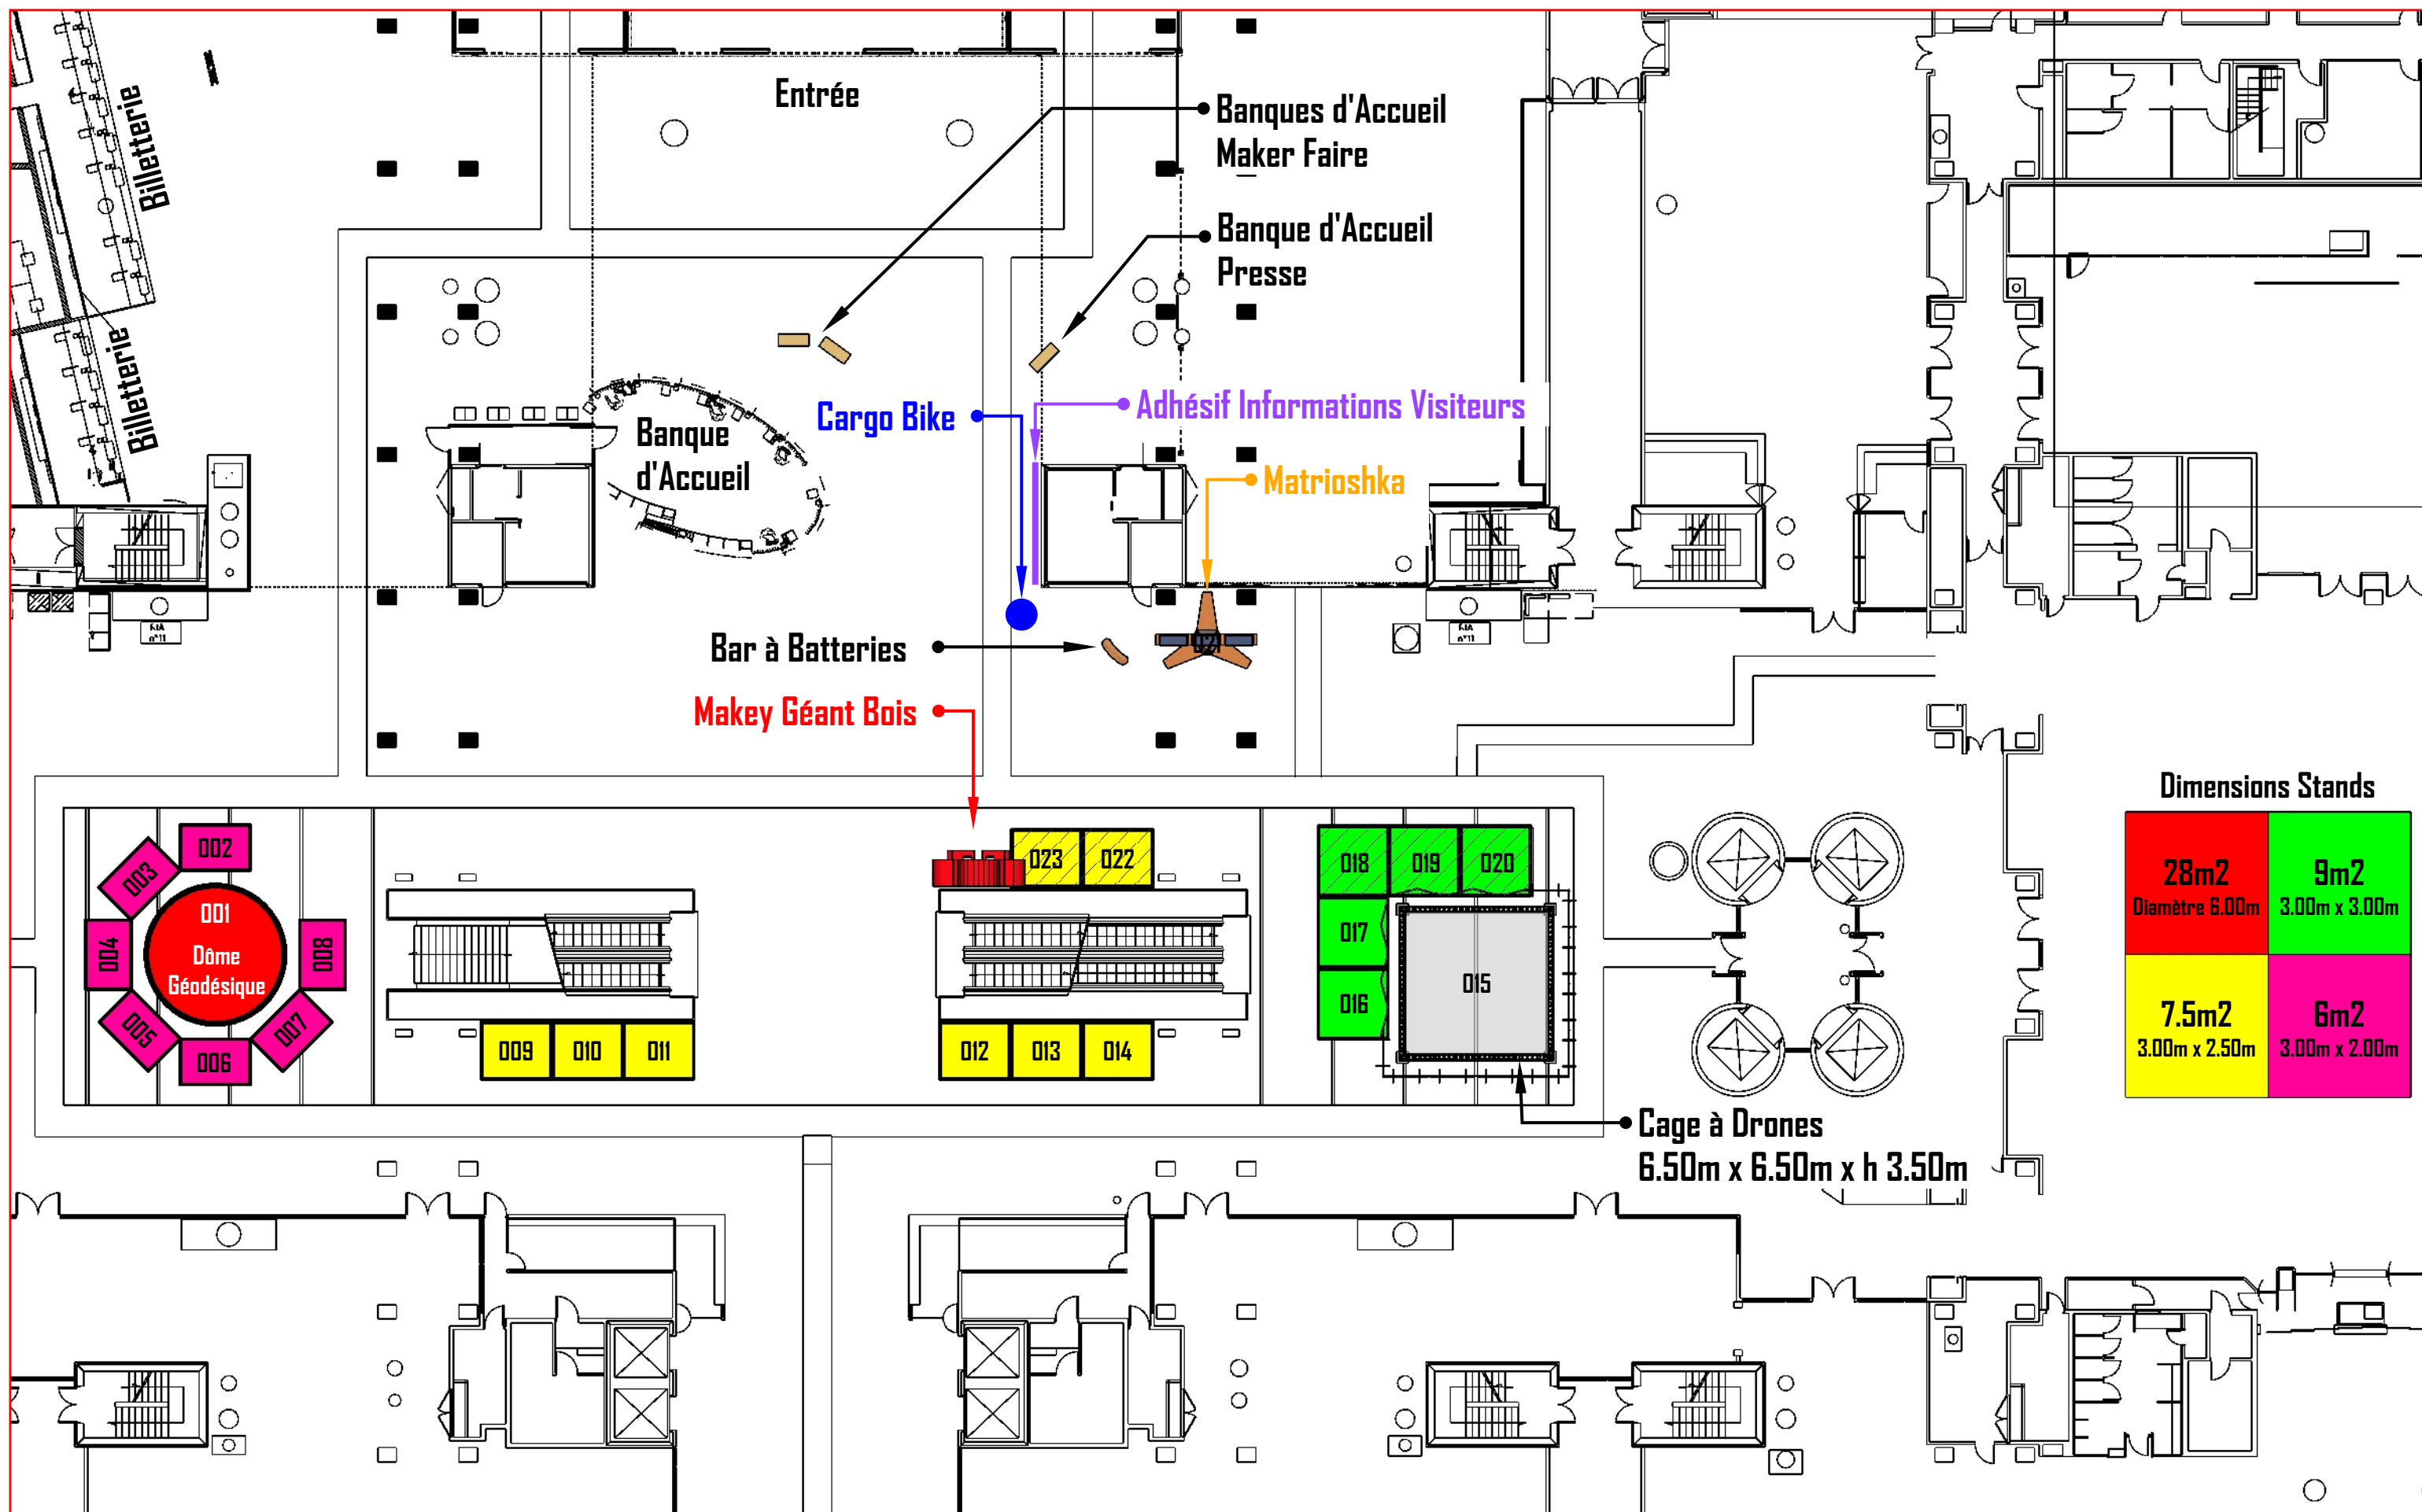 Entrée
Billetterie
Billetterie
Banques d'Accueil
Maker Faire
Banque d'Accueil
Presse
Adhésif Informations Visiteurs
Cargo Bike
Banque
d'Accueil
Matrioshka
021
Bar à Batteries
Makey Géant Bois
RIA
n°11
RIA
n°11
002
003
001
Dôme
Géodésique
004
008
005
007
006
009
010
011
023
022
012
013
014
018
019
020
017
016
015
Cage à Drones
6.50m x 6.50m x h 3.50m
Dimensions Stands
28m2
Diamètre 6.00m
9m2
3.00m x 3.00m
7.5m2
3.00m x 2.50m
6m2
3.00m x 2.00m